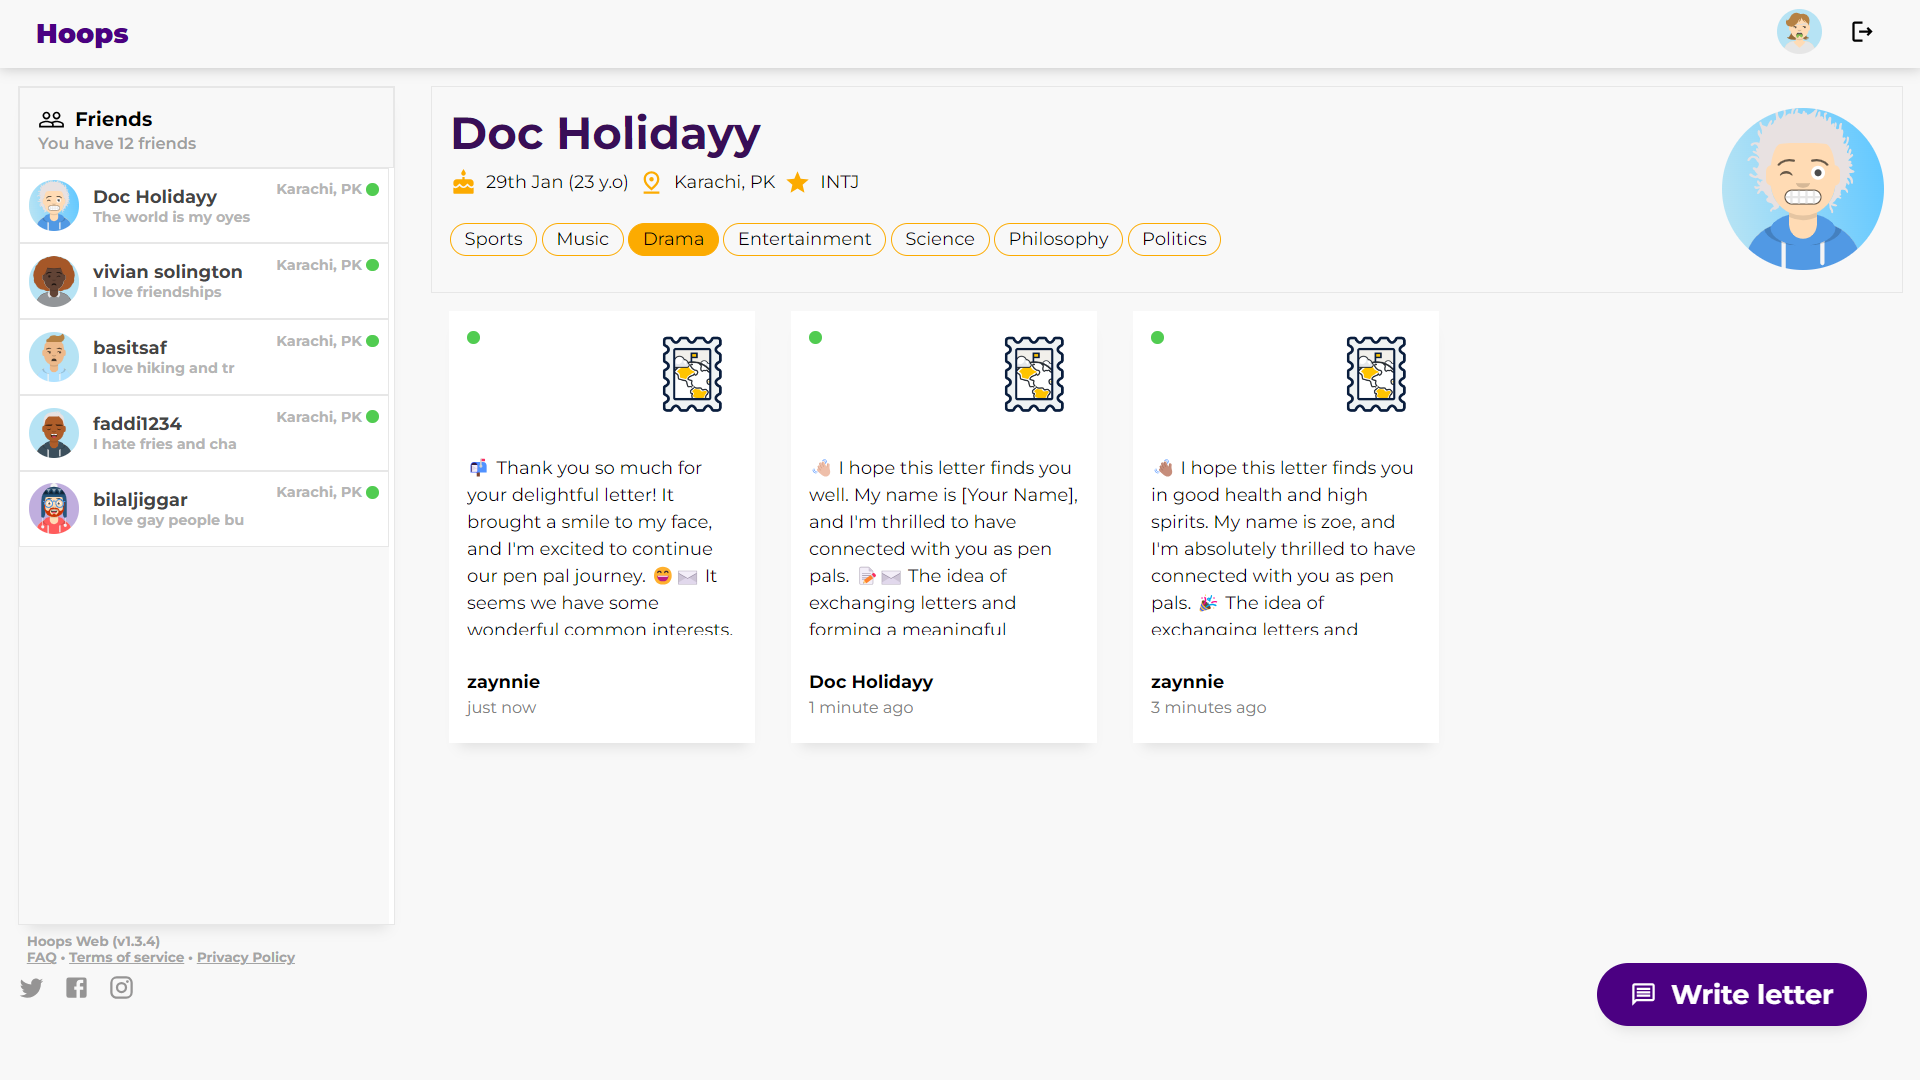 Hoops
Friends
You have 12 friends
Doc Holidayy
Karachi, PK
The world is my oyes
vivian solington
Karachi, PK
I love friendships
basitsaf
Karachi, PK
I love hiking and tr
faddi1234
Karachi, PK
I hate fries and cha
bilaljiggar
Karachi, PK
I love gay people bu
Hoops Web (v1.3.4)
FAQ • Terms of service • Privacy Policy
Doc Holidayy
29th Jan (23 y.o) Karachi, PK INTJ
Sports Music Drama Entertainment Science Philosophy Politics
📬 Thank you so much for
your delightful letter! It
brought a smile to my face,
and I'm excited to continue
our pen pal journey. 😄✉️ It
seems we have some
wonderful common interests.
zaynnie
just now
👋🏻 I hope this letter finds you
well. My name is [Your Name],
and I'm thrilled to have
connected with you as pen
pals. 📝✉️ The idea of
exchanging letters and
forming a meaningful
Doc Holidayy
1 minute ago
👋🏽 I hope this letter finds you
in good health and high
spirits. My name is zoe, and
I'm absolutely thrilled to have
connected with you as pen
pals. 🎉 The idea of
exchanging letters and
zaynnie
3 minutes ago
Write letter